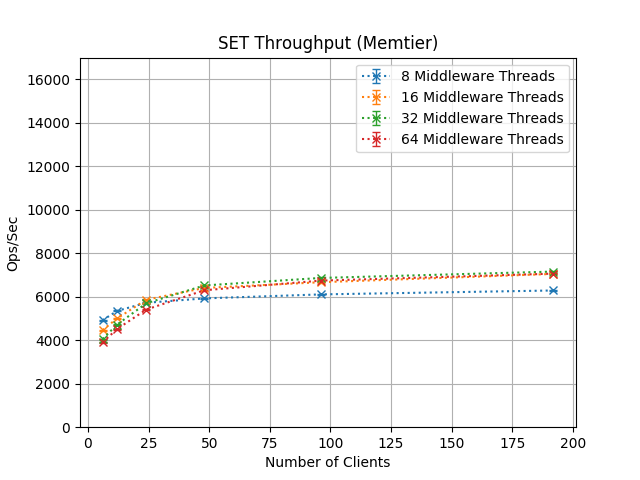 SET Throughput (Memtier)
8 Middleware Threads
16 Middleware Threads
32 Middleware Threads
64 Middleware Threads
16000
14000
12000
10000
8000
6000
4000
2000
0
Ops/Sec
0 25 50 75 100 125 150 175 200
Number of Clients